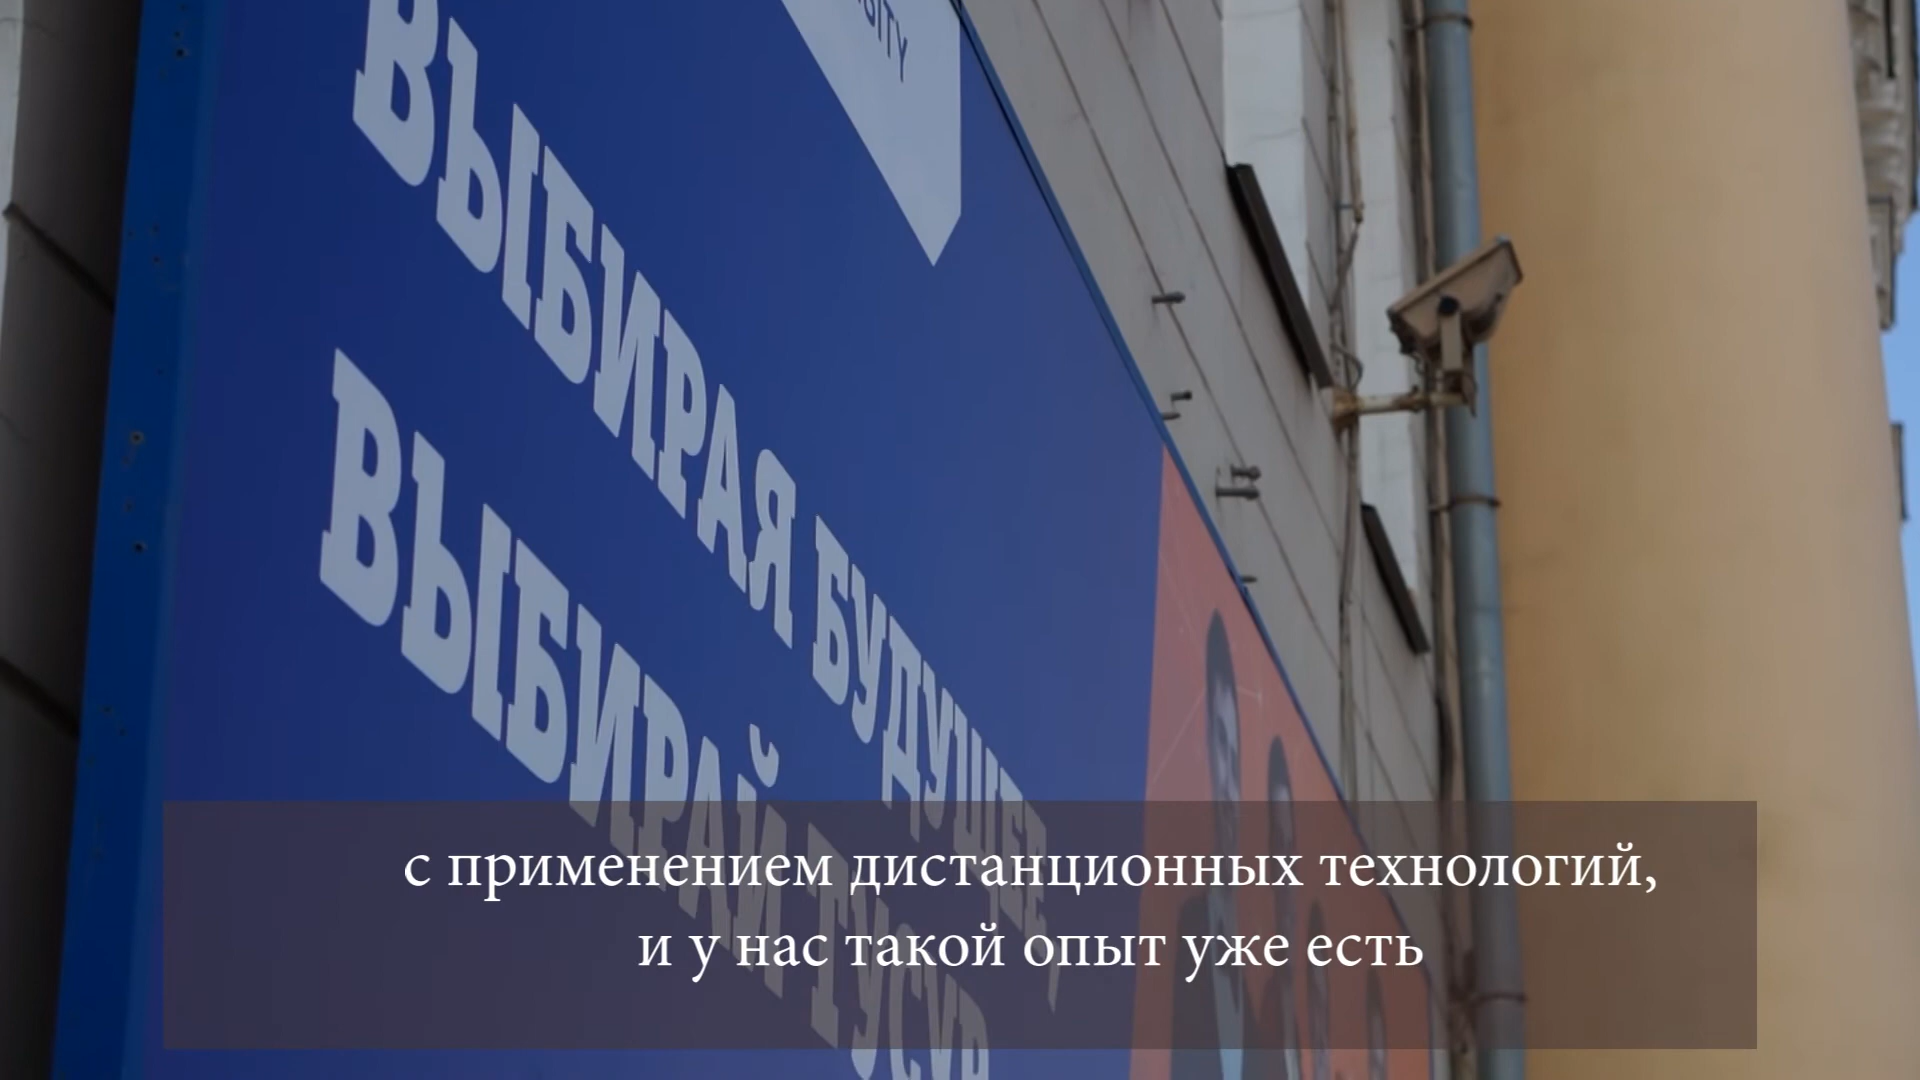 ВЫБИРАЯ БУДУЩЕЕ,
ВЫБИРАЙ ТУСУР
с применением дистанционных технологий,
и у нас такой опыт уже есть